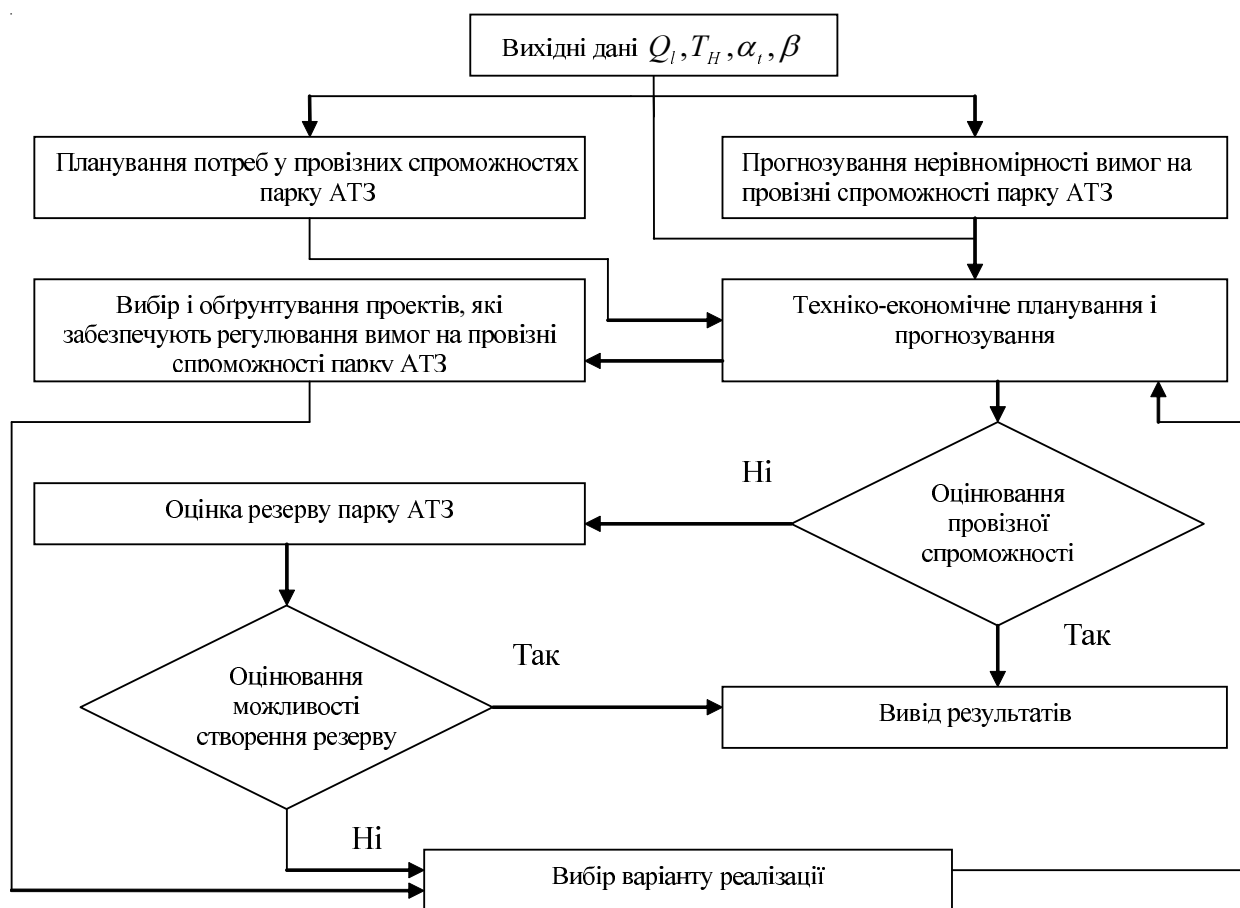 Вихідні дані Q_l, T_H, α_t, β
Планування потреб у провізних спроможностях
парку АТЗ
Прогнозування нерівномірності вимог на
провізні спроможності парку АТЗ
Вибір і обґрунтування проектів, які
забезпечують регулювання вимог на провізні
спроможності парку АТЗ
Техніко-економічне планування і
прогнозування
Ні
Оцінка резерву парку АТЗ
Оцінювання
провізної
спроможності
Так
Так
Оцінювання
можливості
створення резерву
Вивід результатів
Ні
Вибір варіанту реалізації